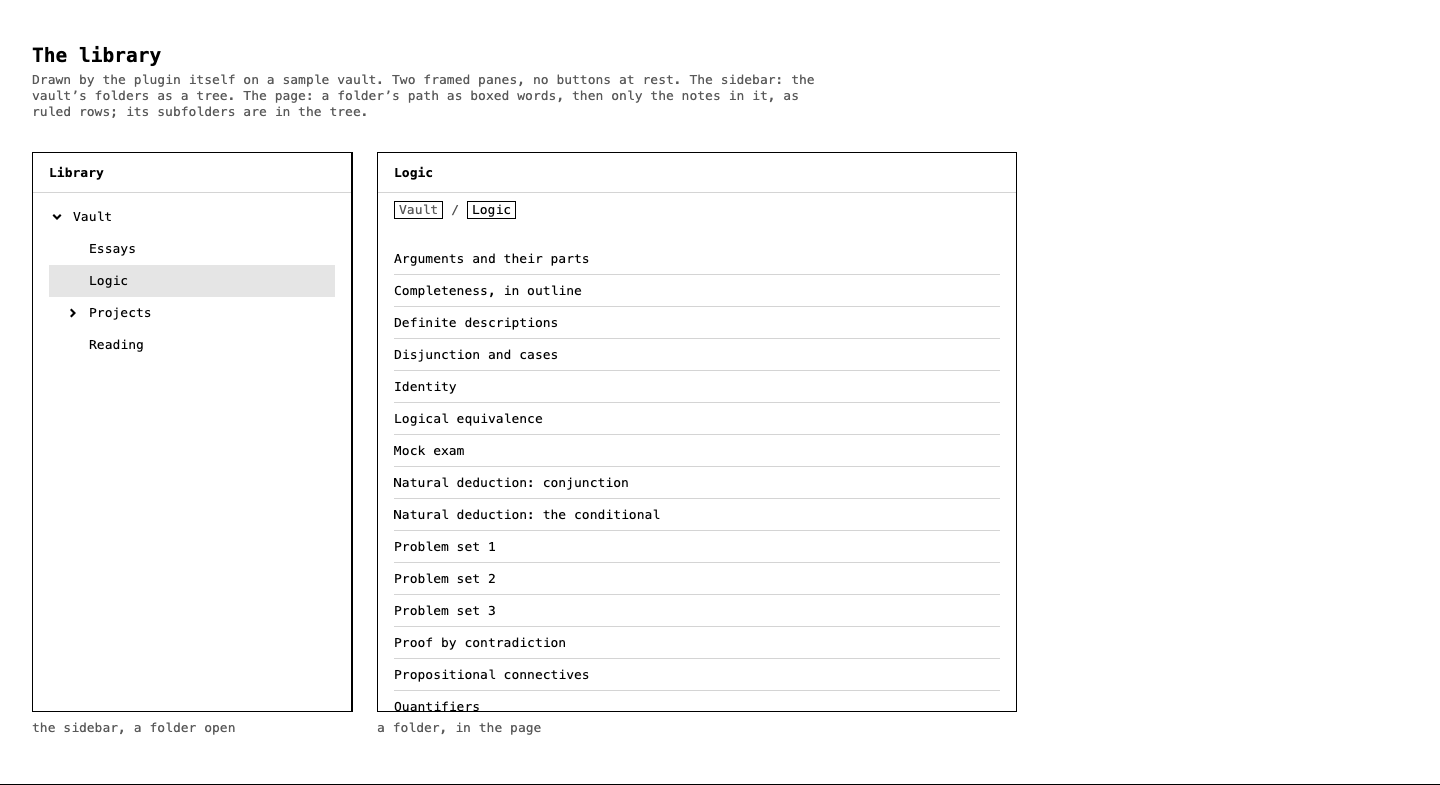 The library
Drawn by the plugin itself on a sample vault. Two framed panes, no buttons at rest. The sidebar: the
vault’s folders as a tree. The page: a folder’s path as boxed words, then only the notes in it, as
ruled rows; its subfolders are in the tree.
Library
Vault
Essays
Logic
Projects
Reading
the sidebar, a folder open
Logic
Vault / Logic
Arguments and their parts
Completeness, in outline
Definite descriptions
Disjunction and cases
Identity
Logical equivalence
Mock exam
Natural deduction: conjunction
Natural deduction: the conditional
Problem set 1
Problem set 2
Problem set 3
Proof by contradiction
Propositional connectives
Quantifiers
a folder, in the page